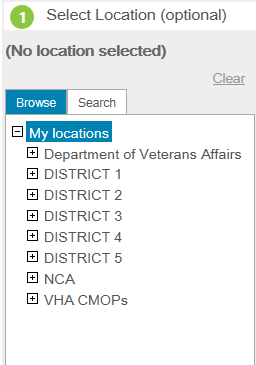 1 Select Location (optional)
(No location selected)
Clear
Browse Search
My locations
Department of Veterans Affairs
DISTRICT 1
DISTRICT 2
DISTRICT 3
DISTRICT 4
DISTRICT 5
NCA
VHA CMOPs